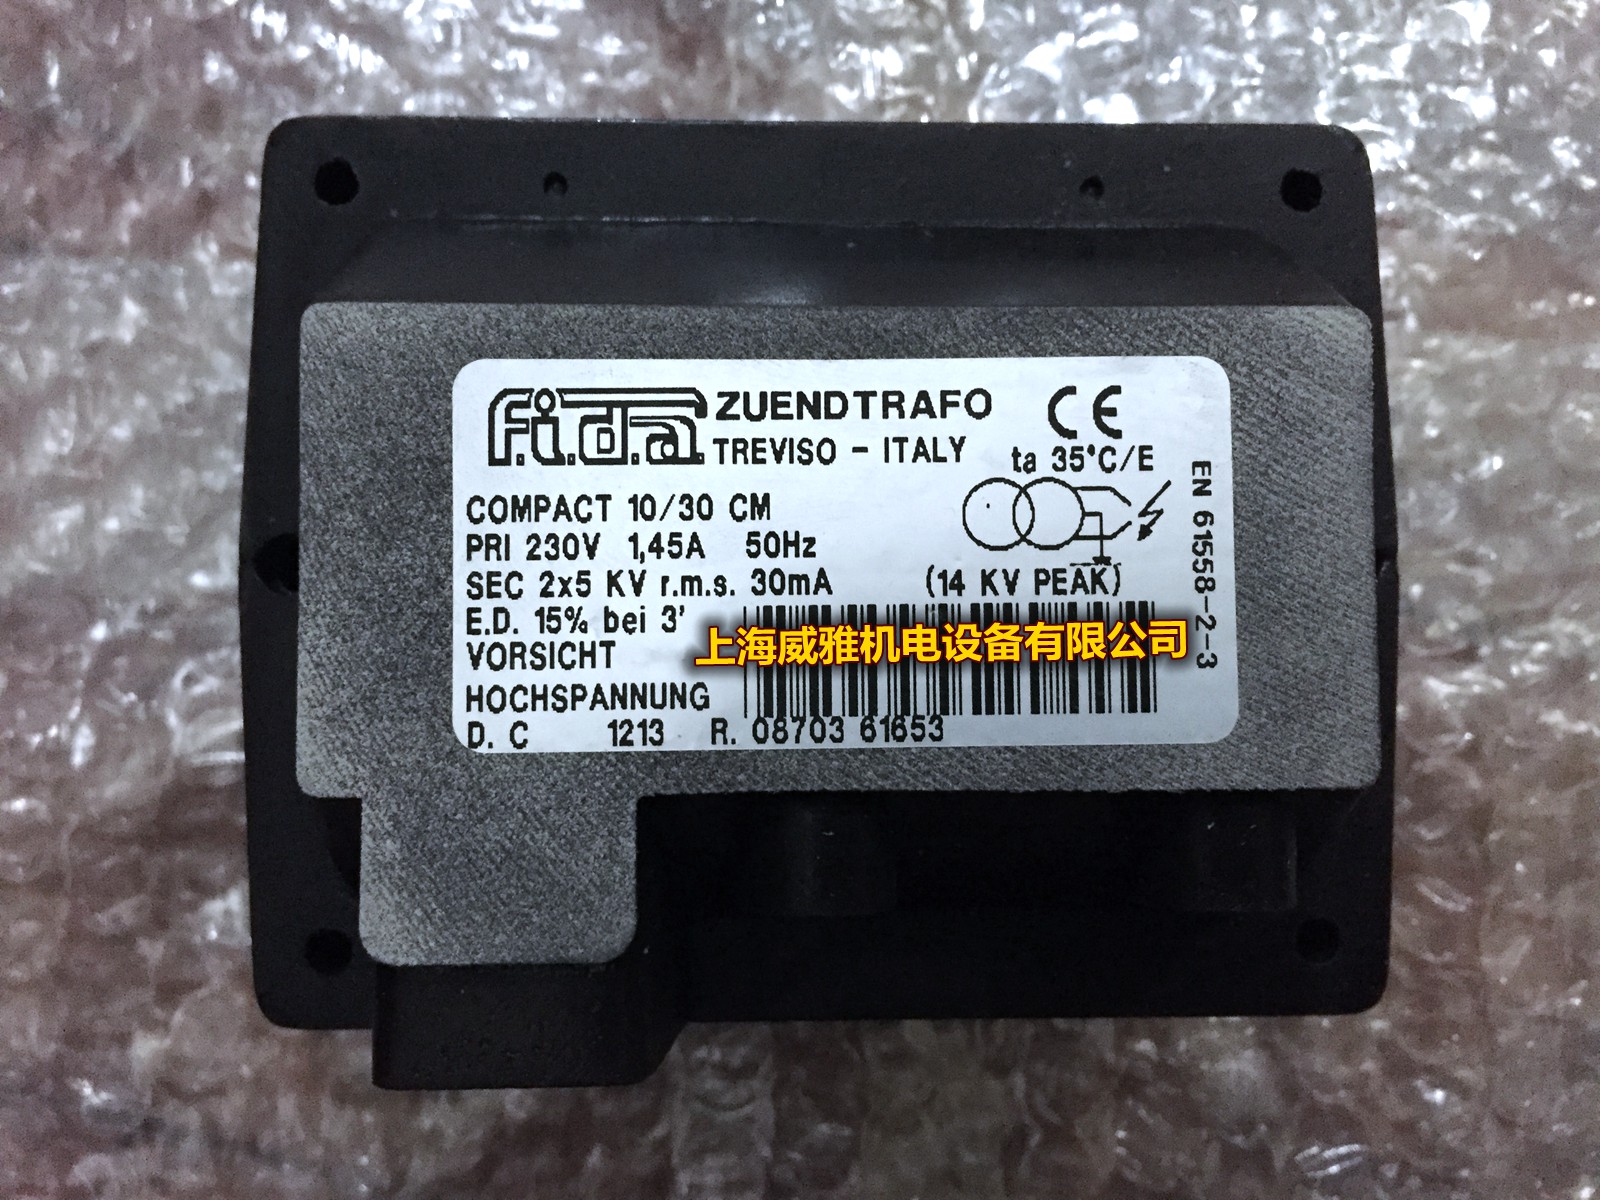 f.i.d.a ZUENDTRAFO
TREVISO - ITALY
CE
ta 35°C/E
COMPACT 10/30 CM
PRI 230V 1,45A 50Hz
SEC 2x5 KV r.m.s. 30mA (14 KV PEAK)
E.D. 15% bei 3'
VORSICHT
HOCHSPANNUNG
D. C 1213 R. 08703 61653
EN 61558-2-3
上海威雅机电设备有限公司